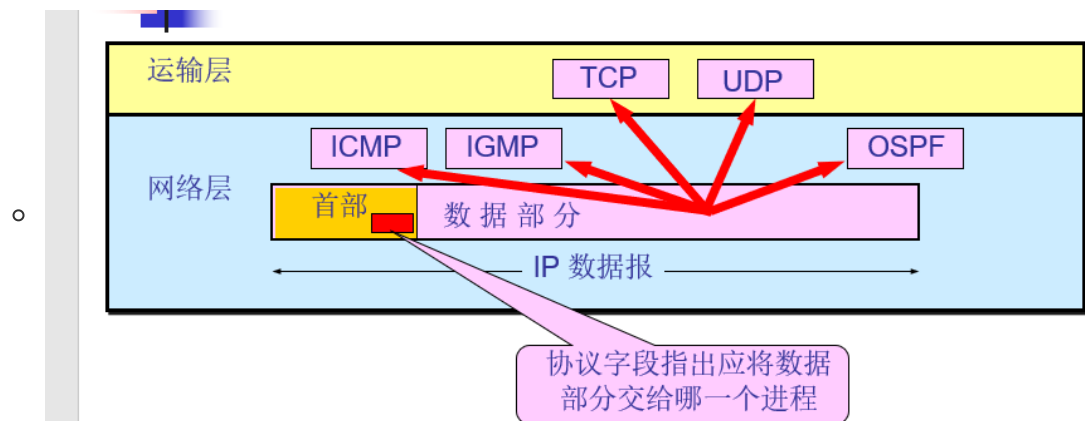 运输层
TCP
UDP
ICMP
IGMP
OSPF
网络层
首部
数 据 部 分
IP 数据报
协议字段指出应将数据
部分交给哪一个进程